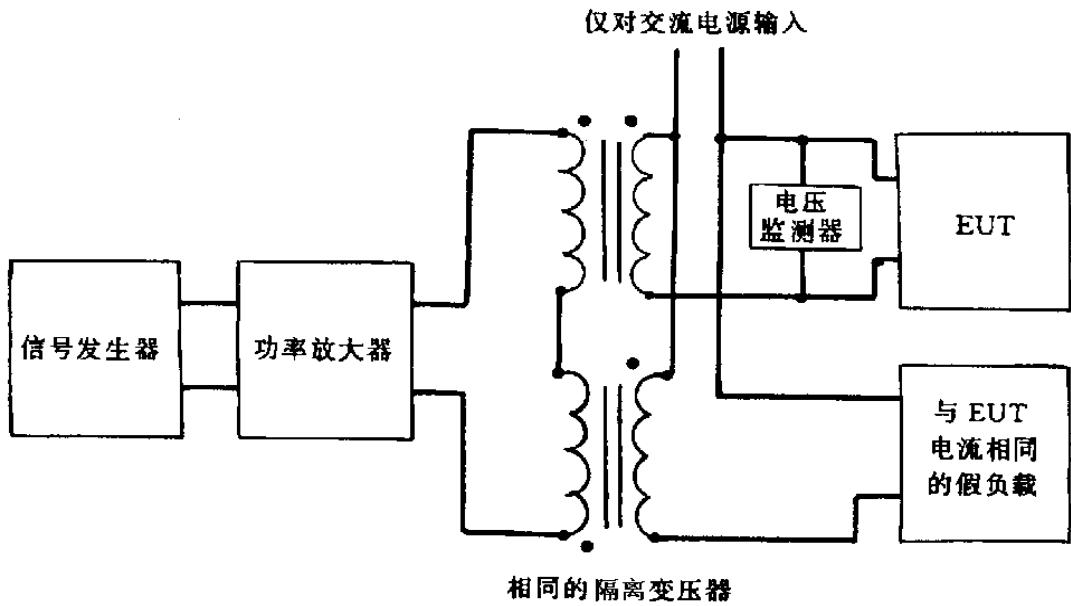 仅对交流电源输入
电压
监测器
EUT
信号发生器
功率放大器
与 EUT
电流相同
的假负载
相同的隔离变压器